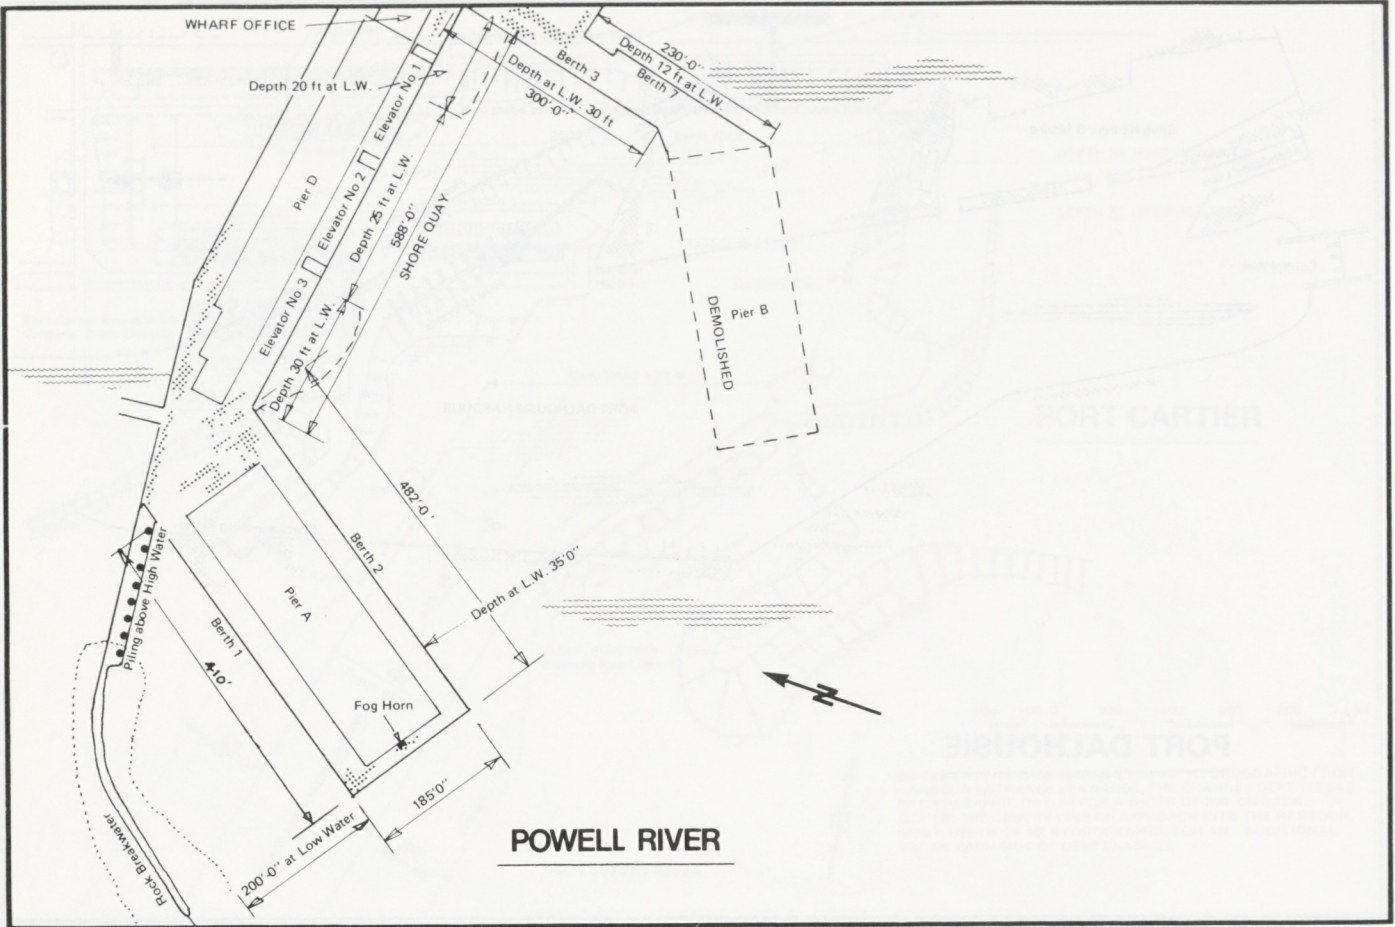 WHARF OFFICE
Depth 20 ft at L.W.
Elevator No 1
Pier D
Elevator No 2
Depth 25 ft at L.W.
588'-0"
SHORE QUAY
Elevator No 3
Depth 30 ft at L.W.
Berth 3
Depth at L.W. 30 ft
300'-0"
230'-0"
Depth 12 ft at L.W.
Berth 7
DEMOLISHED
Pier B
482'-0"
Berth 2
Depth at L.W. 35'0"
Pier A
Berth 1
410'
Piling above High Water
Fog Horn
185'0"
200'-0" at Low Water
Rock Breakwater
N
POWELL RIVER
PORT CARTIER
PORT DALHOUSIE